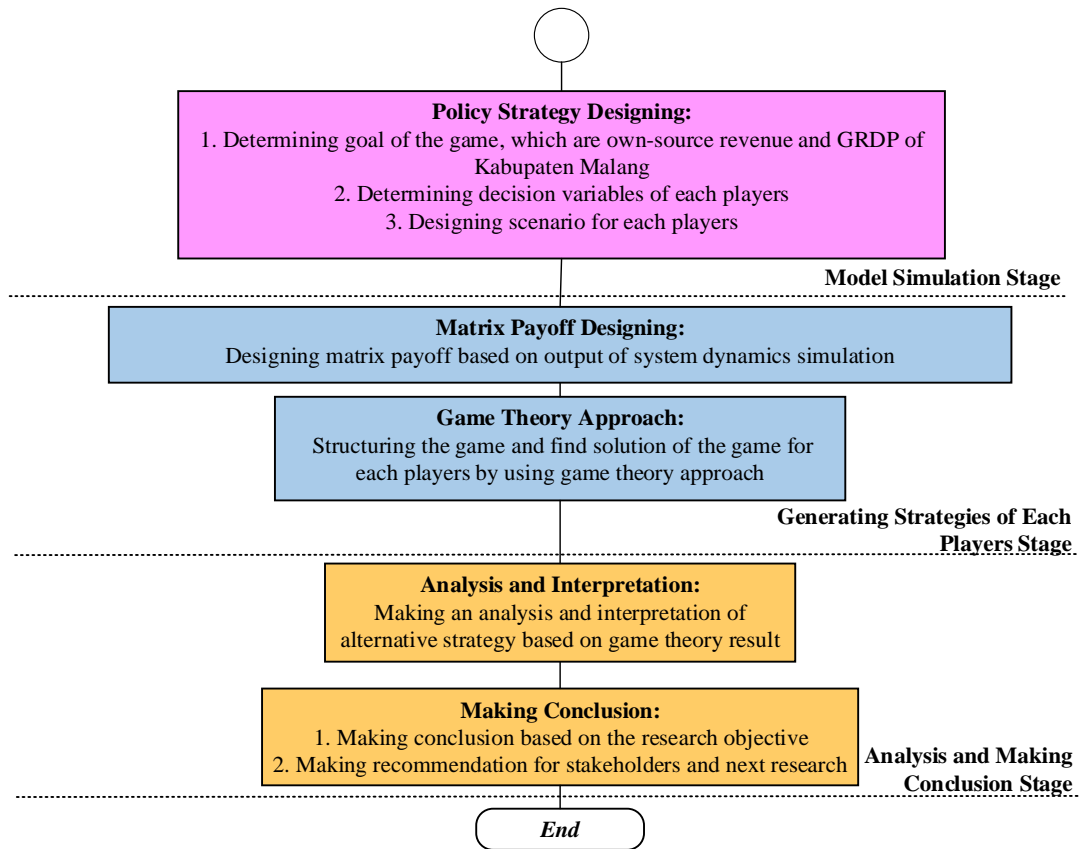 Policy Strategy Designing:
1. Determining goal of the game, which are own-source revenue and GRDP of
Kabupaten Malang
2. Determining decision variables of each players
3. Designing scenario for each players
Model Simulation Stage
Matrix Payoff Designing:
Designing matrix payoff based on output of system dynamics simulation
Game Theory Approach:
Structuring the game and find solution of the game for
each players by using game theory approach
Generating Strategies of Each
Players Stage
Analysis and Interpretation:
Making an analysis and interpretation of
alternative strategy based on game theory result
Making Conclusion:
1. Making conclusion based on the research objective
2. Making recommendation for stakeholders and next research
Analysis and Making
Conclusion Stage
End